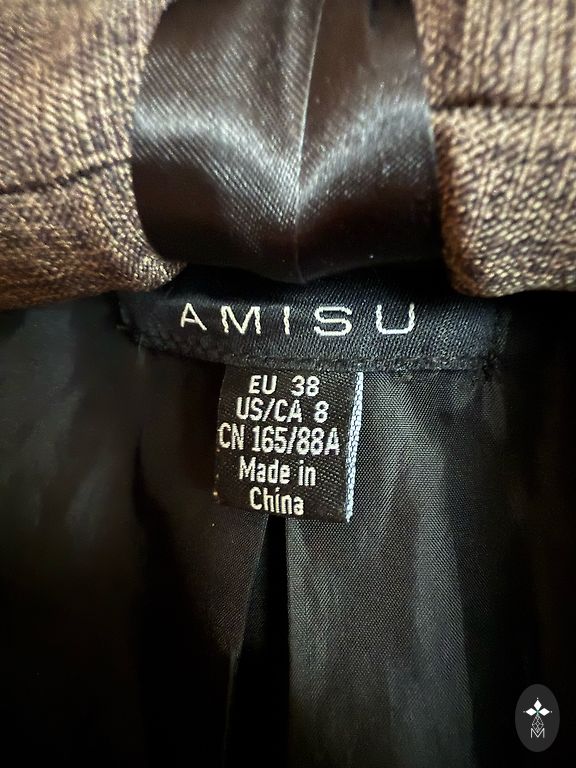 AMISU
EU 38
US/CA 8
CN 165/88A
Made in
China
M